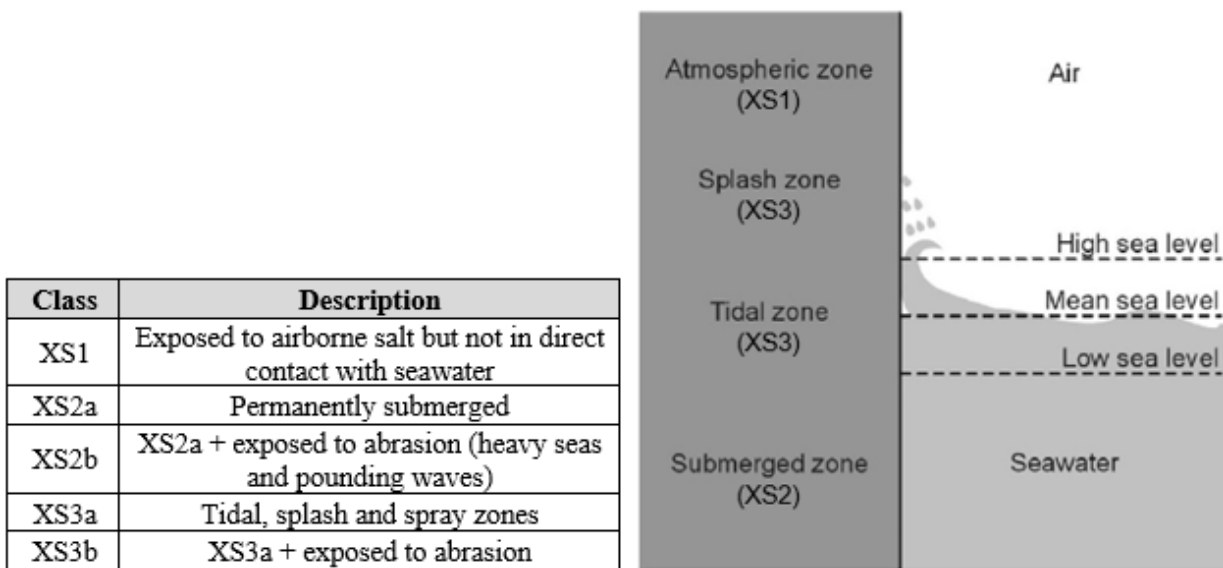 Class Description
XS1 Exposed to airborne salt but not in direct
contact with seawater
XS2a Permanently submerged
XS2b XS2a + exposed to abrasion (heavy seas
and pounding waves)
XS3a Tidal, splash and spray zones
XS3b XS3a + exposed to abrasion
Atmospheric zone
(XS1)
Air
Splash zone
(XS3)
High sea level
Mean sea level
Tidal zone
(XS3)
Low sea level
Submerged zone
(XS2)
Seawater